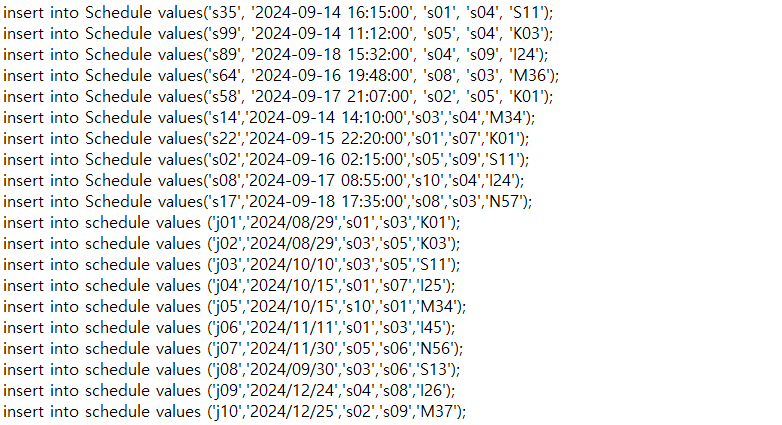 insert into Schedule values('s35', '2024-09-14 16:15:00', 's01', 's04', 'S11');
insert into Schedule values('s99', '2024-09-14 11:12:00', 's05', 's04', 'K03');
insert into Schedule values('s89', '2024-09-18 15:32:00', 's04', 's09', 'I24');
insert into Schedule values('s64', '2024-09-16 19:48:00', 's08', 's03', 'M36');
insert into Schedule values('s58', '2024-09-17 21:07:00', 's02', 's05', 'K01');
insert into Schedule values('s14','2024-09-14 14:10:00','s03','s04','M34');
insert into Schedule values('s22','2024-09-15 22:20:00','s01','s07','K01');
insert into Schedule values('s02','2024-09-16 02:15:00','s05','s09','S11');
insert into Schedule values('s08','2024-09-17 08:55:00','s10','s04','I24');
insert into Schedule values('s17','2024-09-18 17:35:00','s08','s03','N57');
insert into schedule values ('j01','2024/08/29','s01','s03','K01');
insert into schedule values ('j02','2024/08/29','s03','s05','K03');
insert into schedule values ('j03','2024/10/10','s03','s05','S11');
insert into schedule values ('j04','2024/10/15','s01','s07','I25');
insert into schedule values ('j05','2024/10/15','s10','s01','M34');
insert into schedule values ('j06','2024/11/11','s01','s03','I45');
insert into schedule values ('j07','2024/11/30','s05','s06','N56');
insert into schedule values ('j08','2024/09/30','s03','s06','S13');
insert into schedule values ('j09','2024/12/24','s04','s08','I26');
insert into schedule values ('j10','2024/12/25','s02','s09','M37');